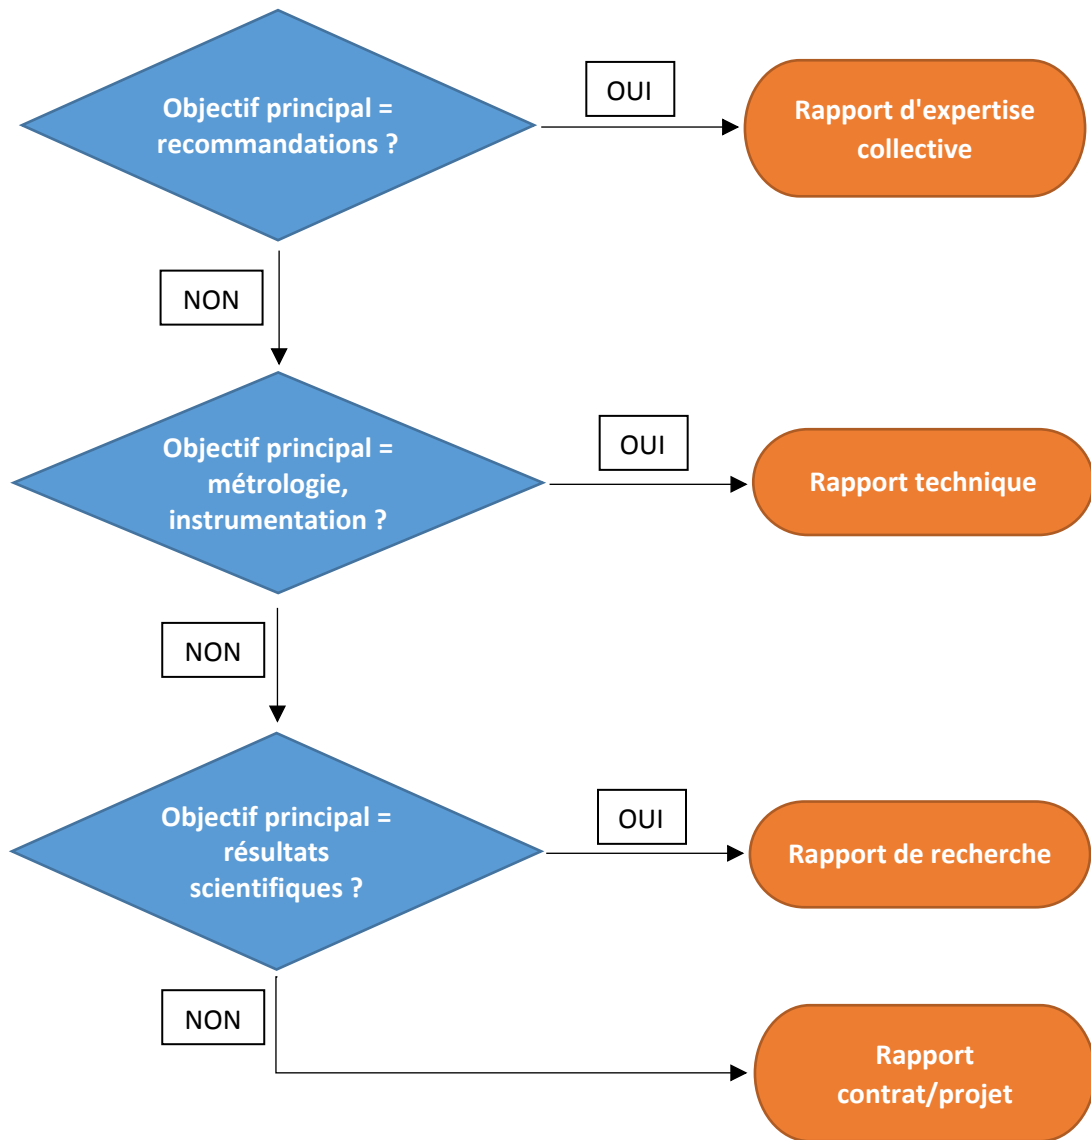 Objectif principal =
recommandations ?
OUI
Rapport d'expertise
collective
NON
Objectif principal =
métrologie,
instrumentation ?
OUI
Rapport technique
NON
Objectif principal =
résultats
scientifiques ?
OUI
Rapport de recherche
NON
Rapport
contrat/projet